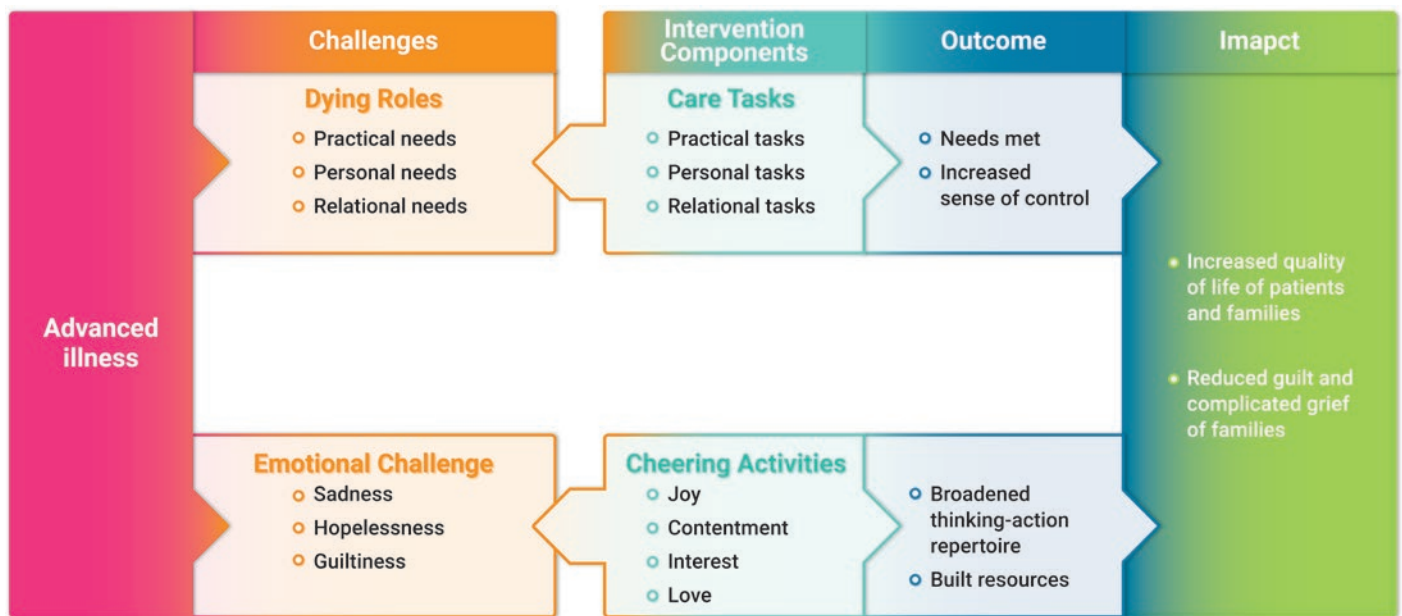 Challenges
Intervention
Components
Outcome
Imapct
Advanced
illness
Dying Roles
Practical needs
Personal needs
Relational needs
Care Tasks
Practical tasks
Personal tasks
Relational tasks
Needs met
Increased
sense of control
Emotional Challenge
Sadness
Hopelessness
Guiltiness
Cheering Activities
Joy
Contentment
Interest
Love
Broadened
thinking-action
repertoire
Built resources
Increased quality
of life of patients
and families
Reduced guilt and
complicated grief
of families